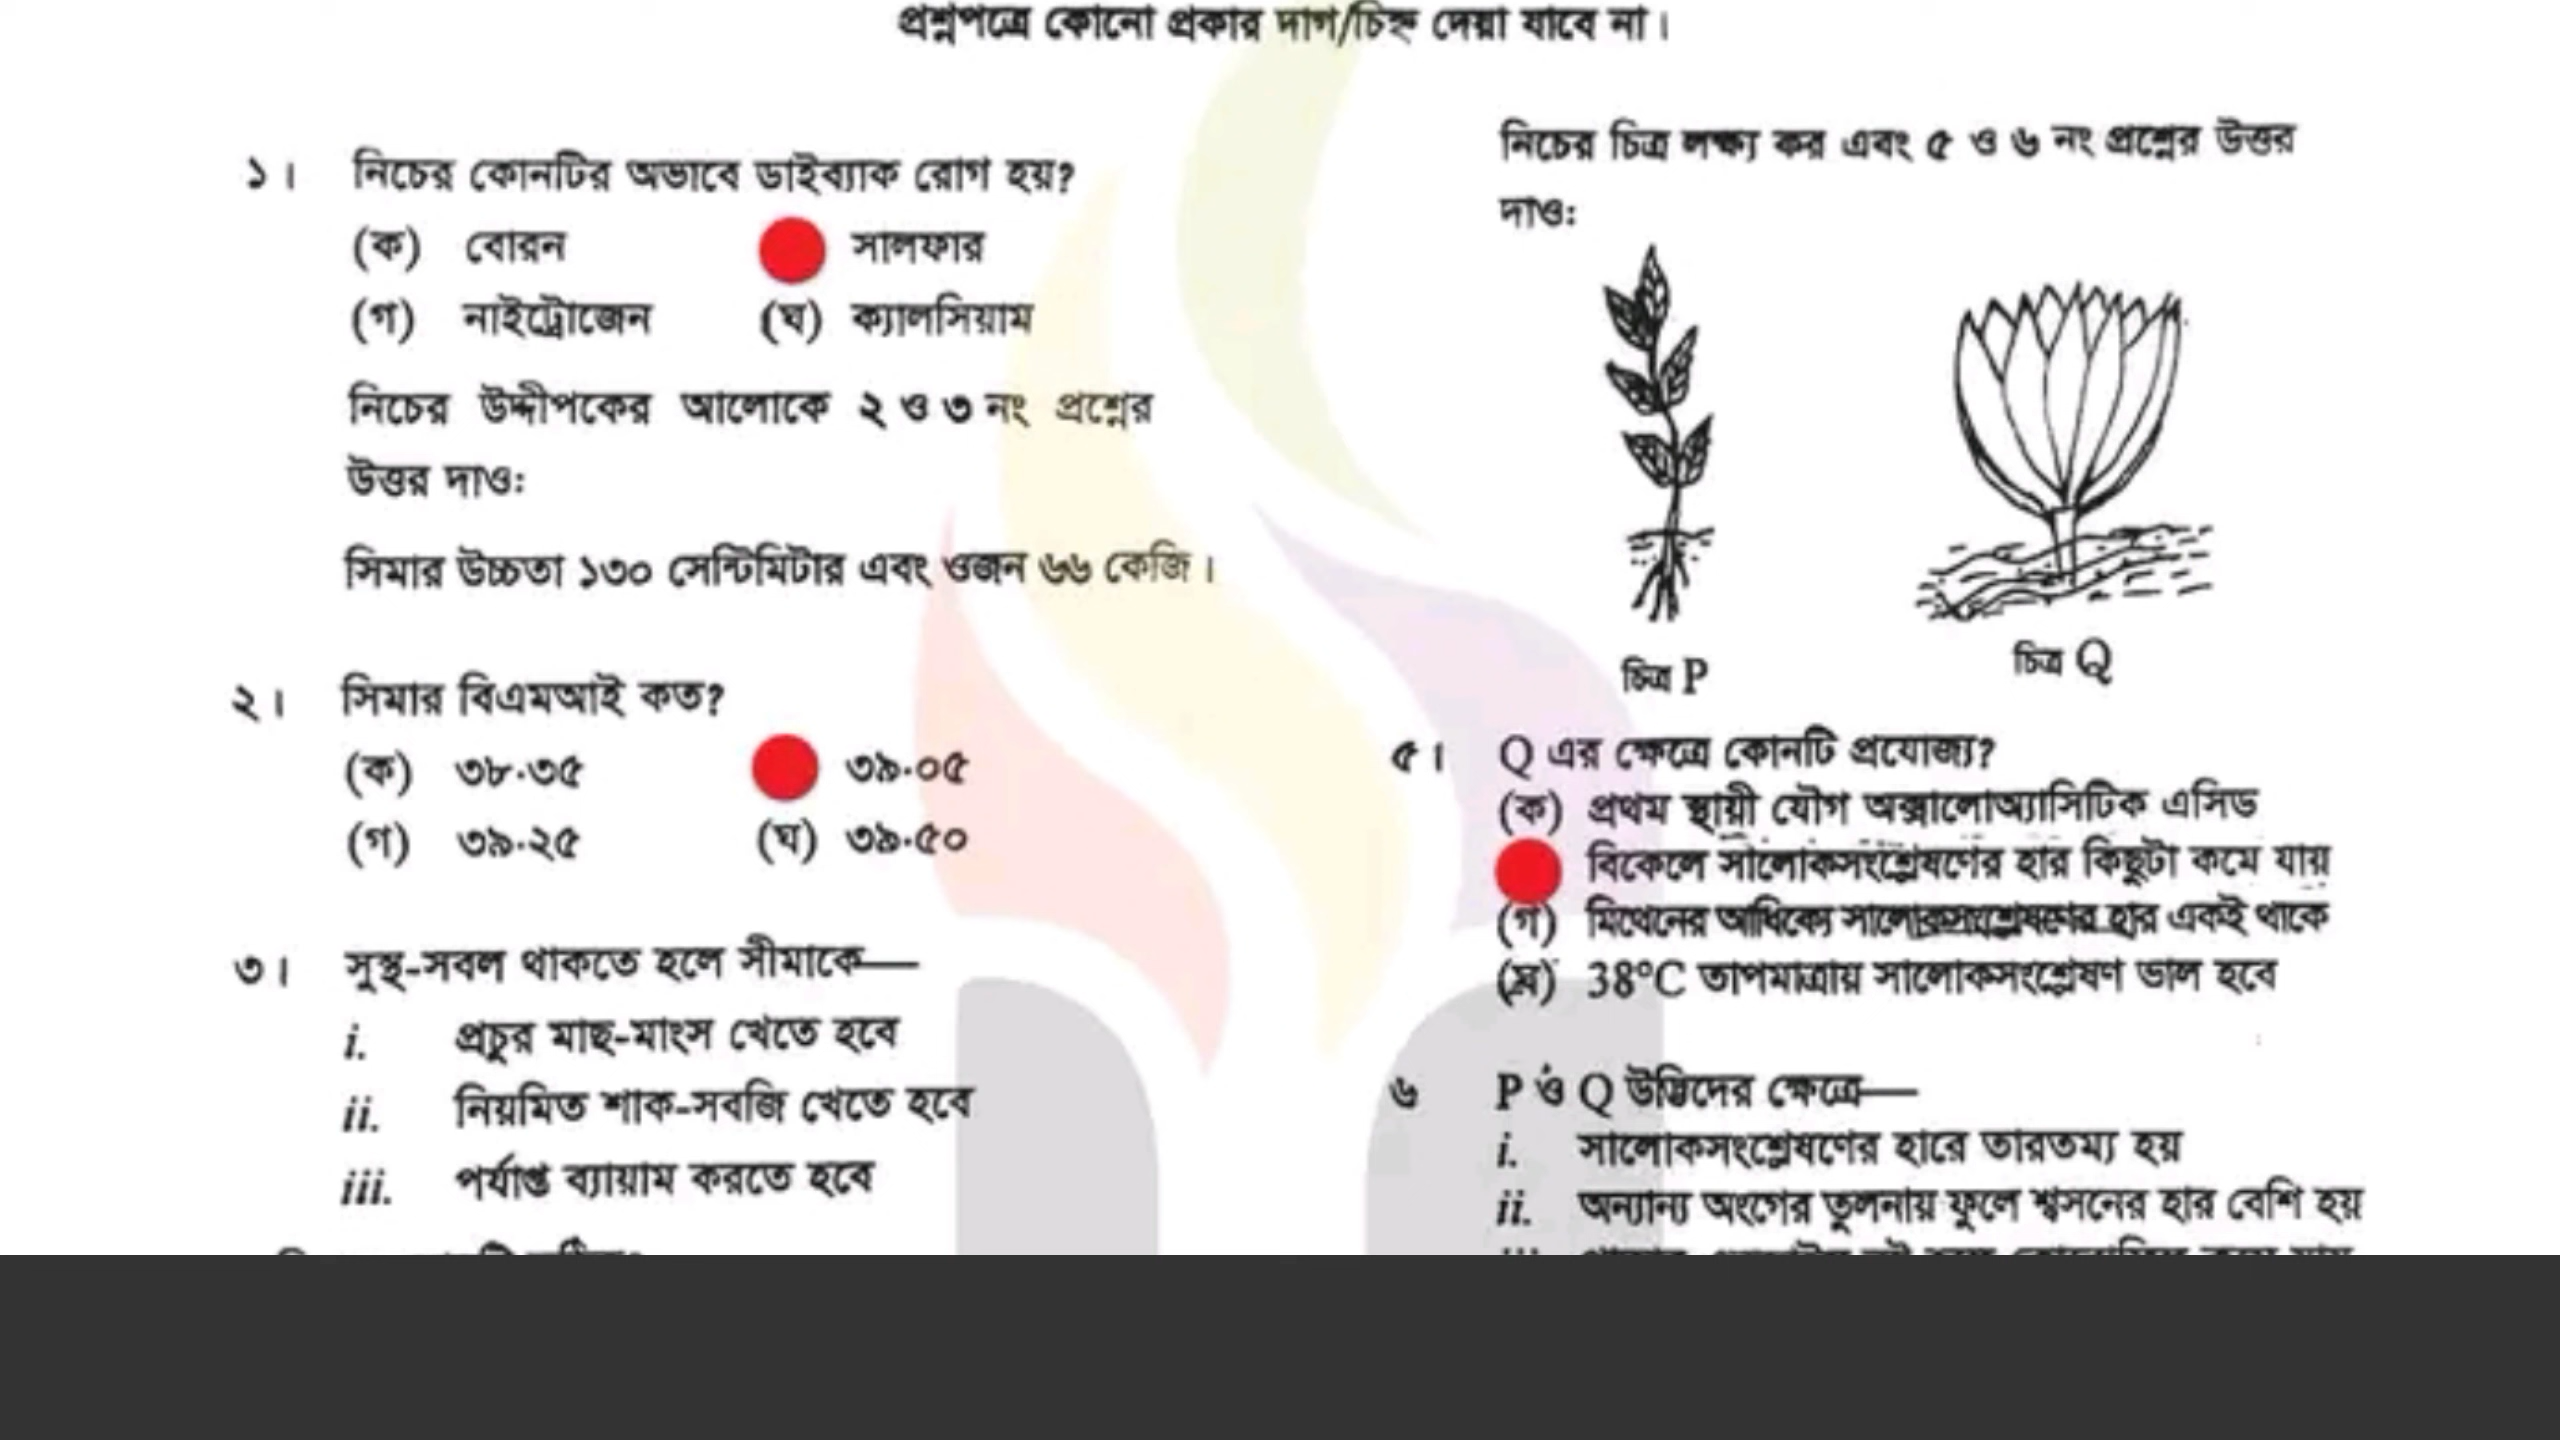 প্রশ্নপত্রে কোনো প্রকার দাগ/চিহ্ন দেয়া যাবে না।
১। নিচের কোনটির অভাবে ডাইব্যাক রোগ হয়?
(ক) বোরন সালফার
(গ) নাইট্রোজেন (ঘ) ক্যালসিয়াম
নিচের উদ্দীপকের আলোকে ২ ও ৩ নং প্রশ্নের
উত্তর দাও:
সিমার উচ্চতা ১৩০ সেন্টিমিটার এবং ওজন ৬৬ কেজি।
২। সিমার বিএমআই কত?
(ক) ৩৮·৩৫ ৩৯·০৫
(গ) ৩৯·২৫ (ঘ) ৩৯·৫০
৩। সুস্থ-সবল থাকতে হলে সীমাকে—
i. প্রচুর মাছ-মাংস খেতে হবে
ii. নিয়মিত শাক-সবজি খেতে হবে
iii. পর্যাপ্ত ব্যায়াম করতে হবে
নিচের চিত্র লক্ষ্য কর এবং ৫ ও ৬ নং প্রশ্নের উত্তর
দাও:
চিত্র P চিত্র Q
৫। Q এর ক্ষেত্রে কোনটি প্রযোজ্য?
(ক) প্রথম স্থায়ী যৌগ অক্সালোঅ্যাসিটিক এসিড
বিকেলে সালোকসংশ্লেষণের হার কিছুটা কমে যায়
(গ) মিথেনের আধিক্যে সালোকসংশ্লেষণের হার একই থাকে
(ঘ) 38°C তাপমাত্রায় সালোকসংশ্লেষণ ভাল হবে
৬ P ও Q উদ্ভিদের ক্ষেত্রে—
i. সালোকসংশ্লেষণের হারে তারতম্য হয়
ii. অন্যান্য অংগের তুলনায় ফুলে শ্বসনের হার বেশি হয়